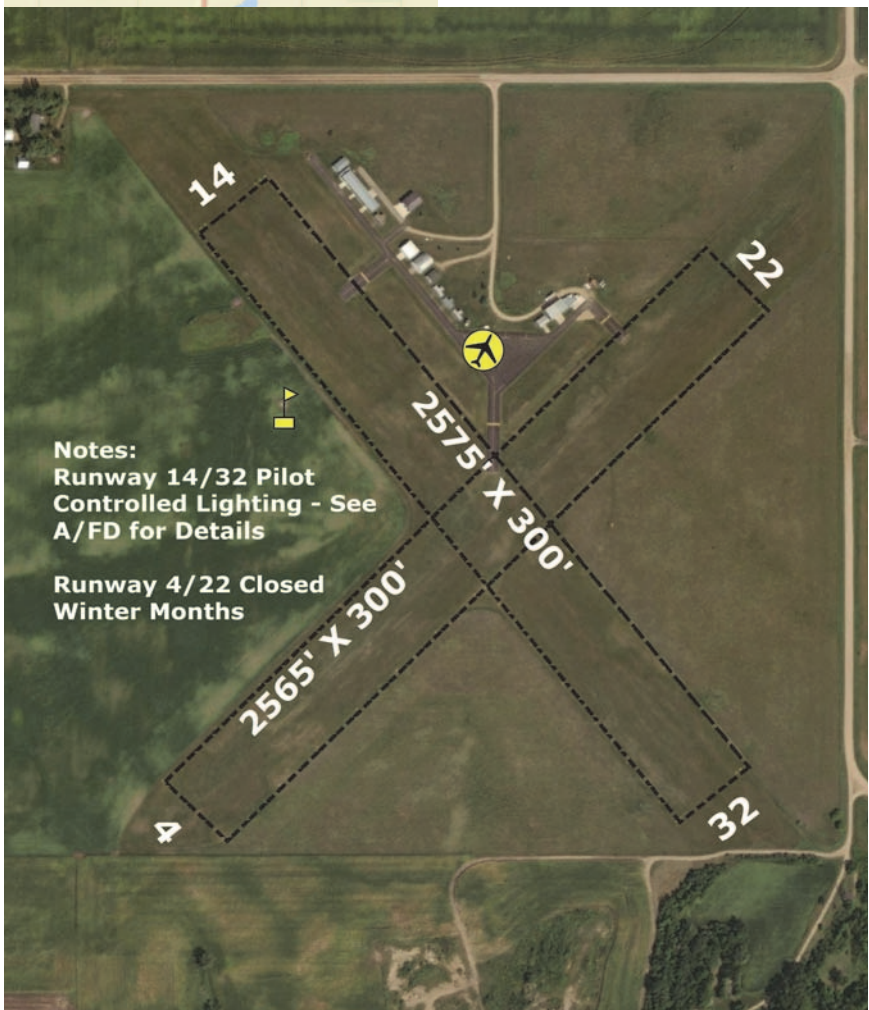 14
22
2575' X 300'
Notes:
Runway 14/32 Pilot
Controlled Lighting - See
A/FD for Details
Runway 4/22 Closed
Winter Months
2565' X 300'
4
32